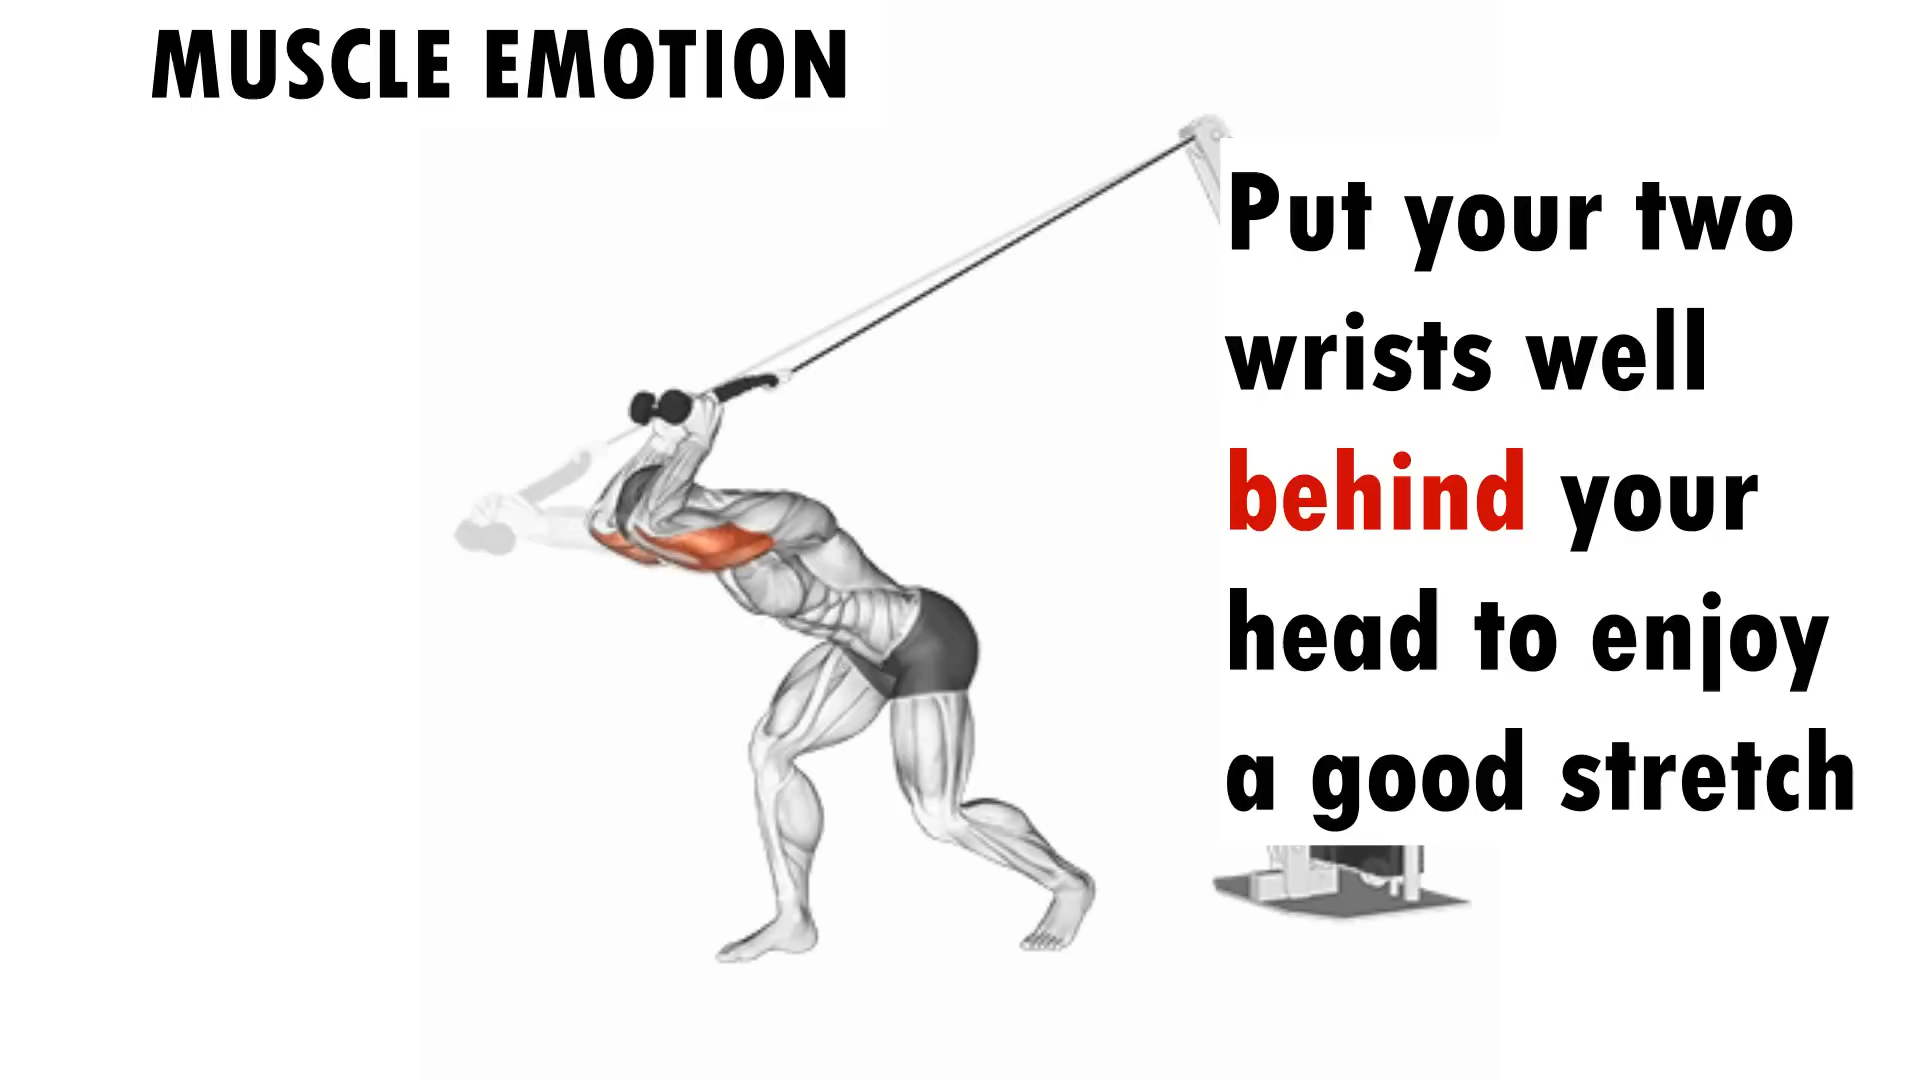 MUSCLE EMOTION
Put your two
wrists well
behind your
head to enjoy
a good stretch